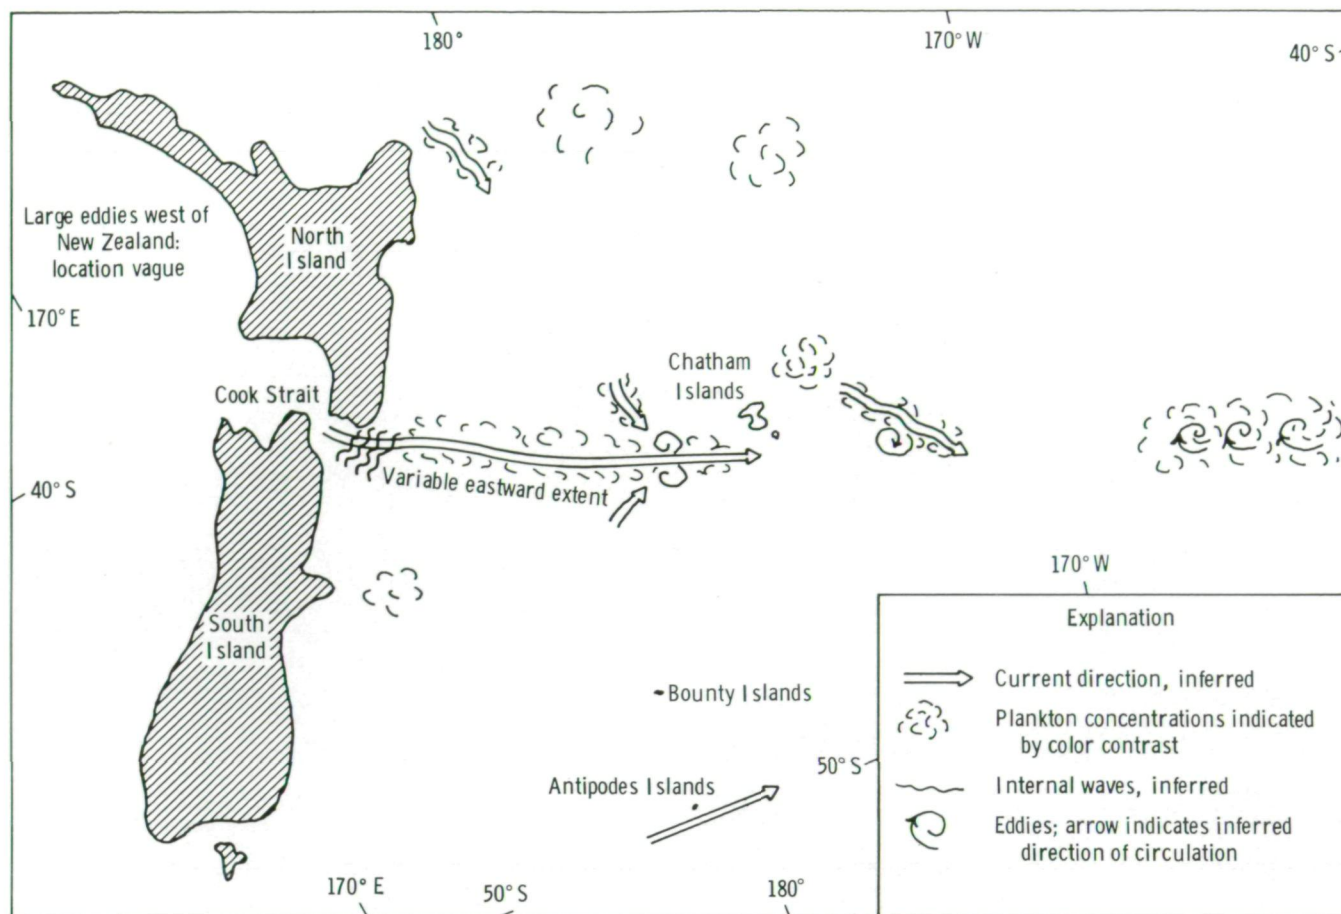 180°
170° W
40° S
Large eddies west of
New Zealand:
location vague
North
Island
170° E
Chatham
Islands
Cook Strait
40° S
Variable eastward extent
170° W
South
Island
Explanation
Current direction, inferred
Plankton concentrations indicated
by color contrast
Internal waves, inferred
Eddies; arrow indicates inferred
direction of circulation
Bounty Islands
50° S
Antipodes Islands
170° E
50° S
180°